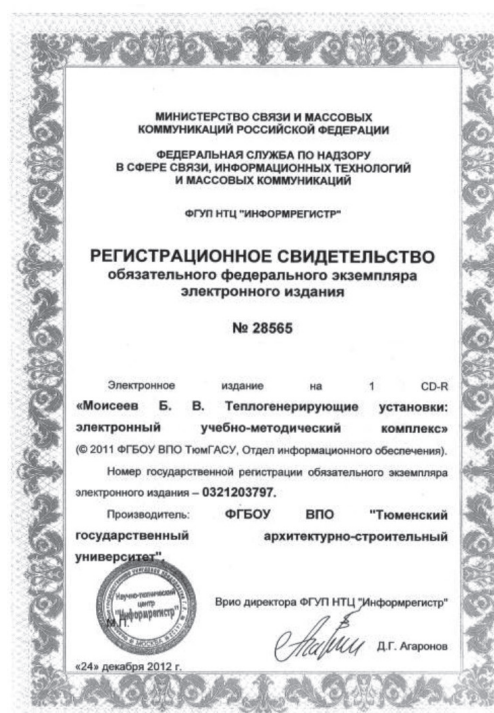 МИНИСТЕРСТВО СВЯЗИ И МАССОВЫХ
КОММУНИКАЦИЙ РОССИЙСКОЙ ФЕДЕРАЦИИ
ФЕДЕРАЛЬНАЯ СЛУЖБА ПО НАДЗОРУ
В СФЕРЕ СВЯЗИ, ИНФОРМАЦИОННЫХ ТЕХНОЛОГИЙ
И МАССОВЫХ КОММУНИКАЦИЙ
ФГУП НТЦ "ИНФОРМРЕГИСТР"
РЕГИСТРАЦИОННОЕ СВИДЕТЕЛЬСТВО
обязательного федерального экземпляра
электронного издания
№ 28565
Электронное издание на 1 CD-R
«Моисеев Б. В. Теплогенерирующие установки:
электронный учебно-методический комплекс»
(© 2011 ФГБОУ ВПО ТюмГАСУ, Отдел информационного обеспечения).
Номер государственной регистрации обязательного экземпляра
электронного издания – 0321203797.
Производитель: ФГБОУ ВПО "Тюменский
государственный архитектурно-строительный
университет",
Научно-технический
центр
"Информрегистр"
МОСКВА
М.П.
Врио директора ФГУП НТЦ "Информрегистр"
Д.Г. Агаронов
«24» декабря 2012 г.